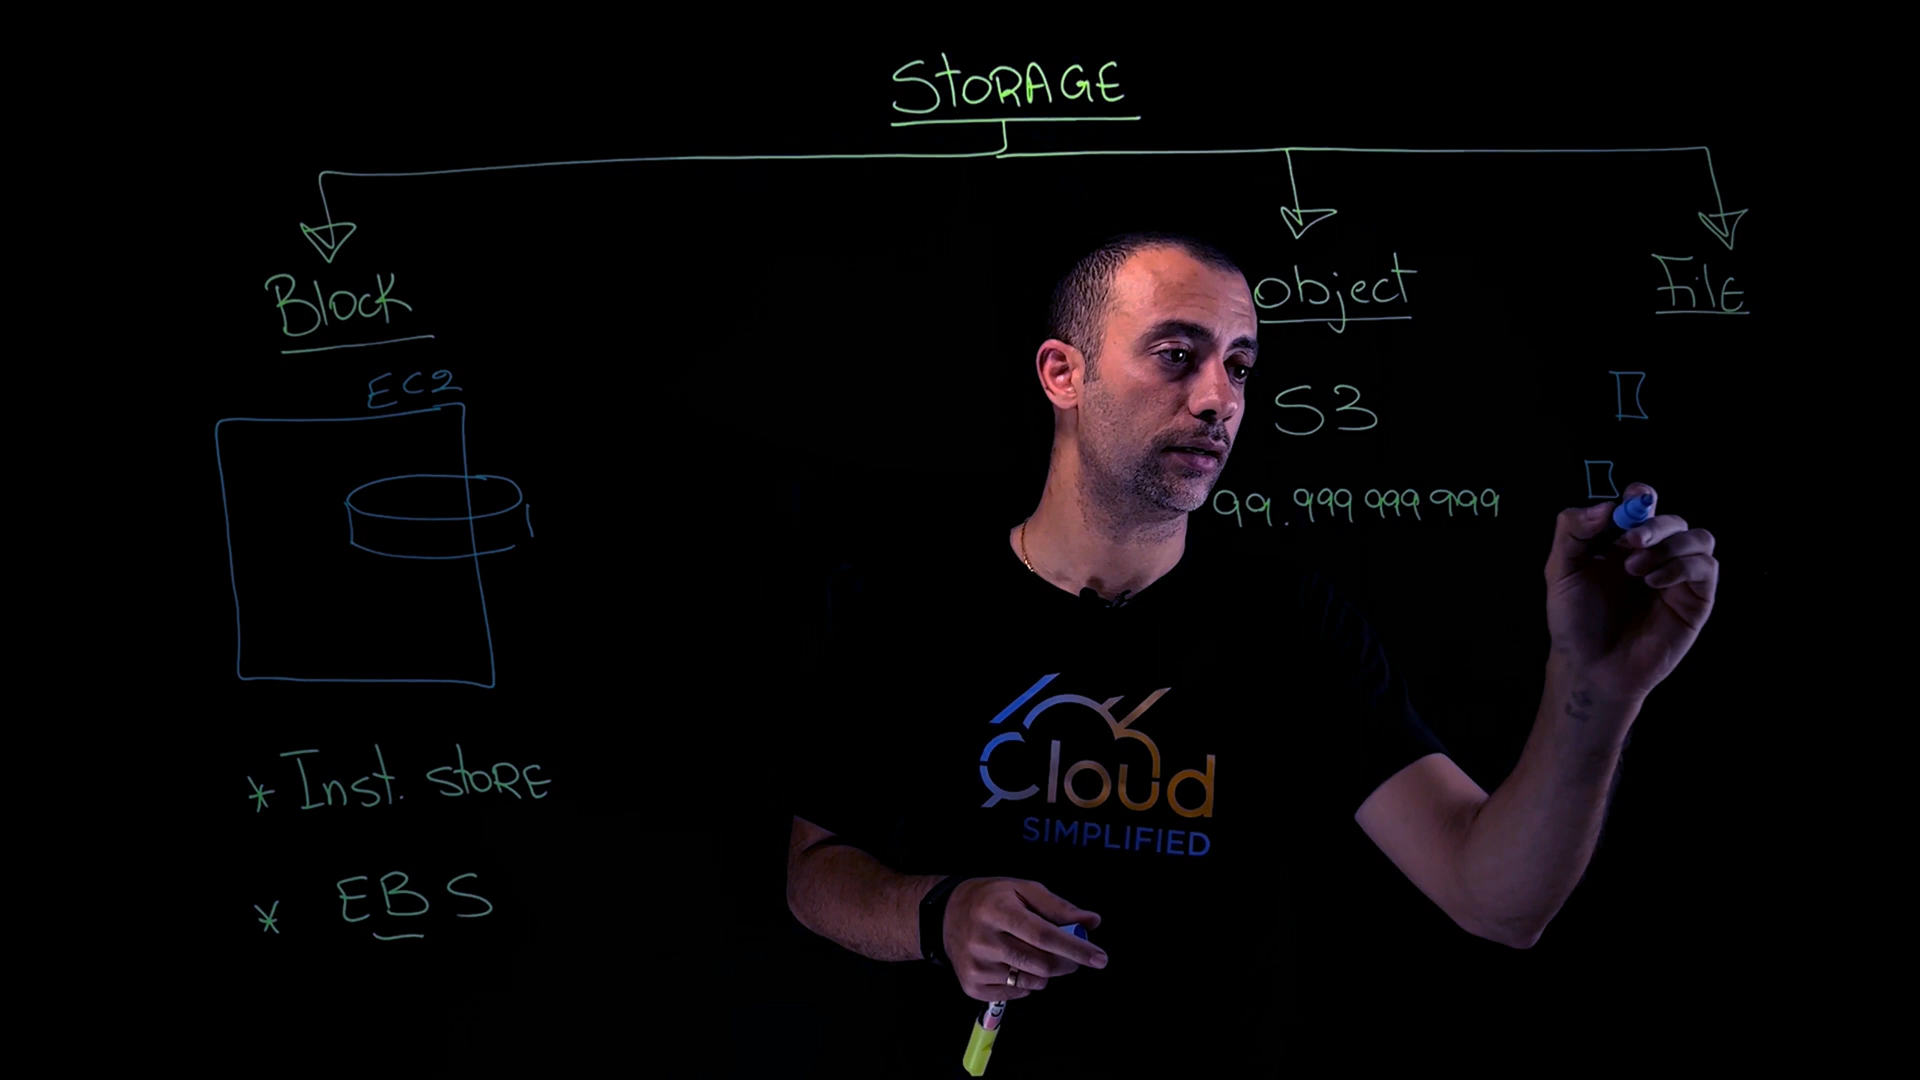 STORAGE
Block
object
File
EC2
S3
99.999999999
* Inst. STORE
* EBS
Cloud
SIMPLIFIED